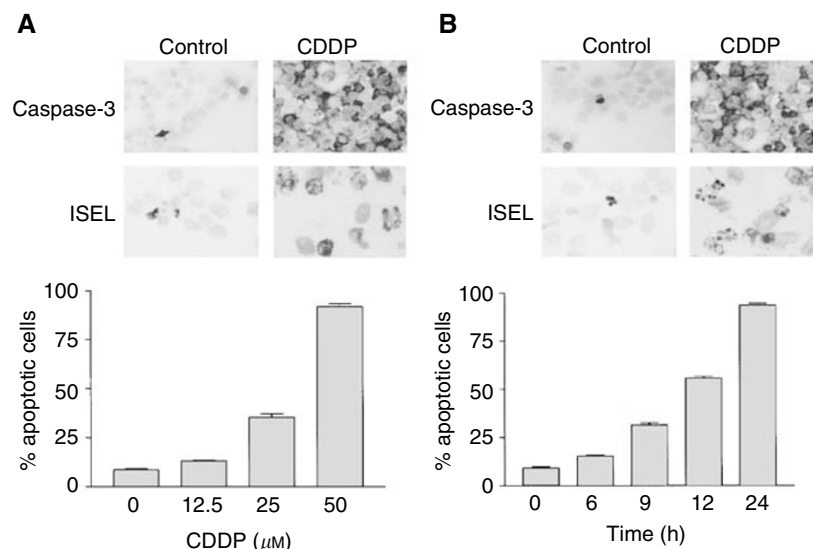 A
Control CDDP
Caspase-3
ISEL
% apoptotic cells
100
75
50
25
0
0 12.5 25 50
CDDP (µM)
B
Control CDDP
Caspase-3
ISEL
% apoptotic cells
100
75
50
25
0
0 6 9 12 24
Time (h)